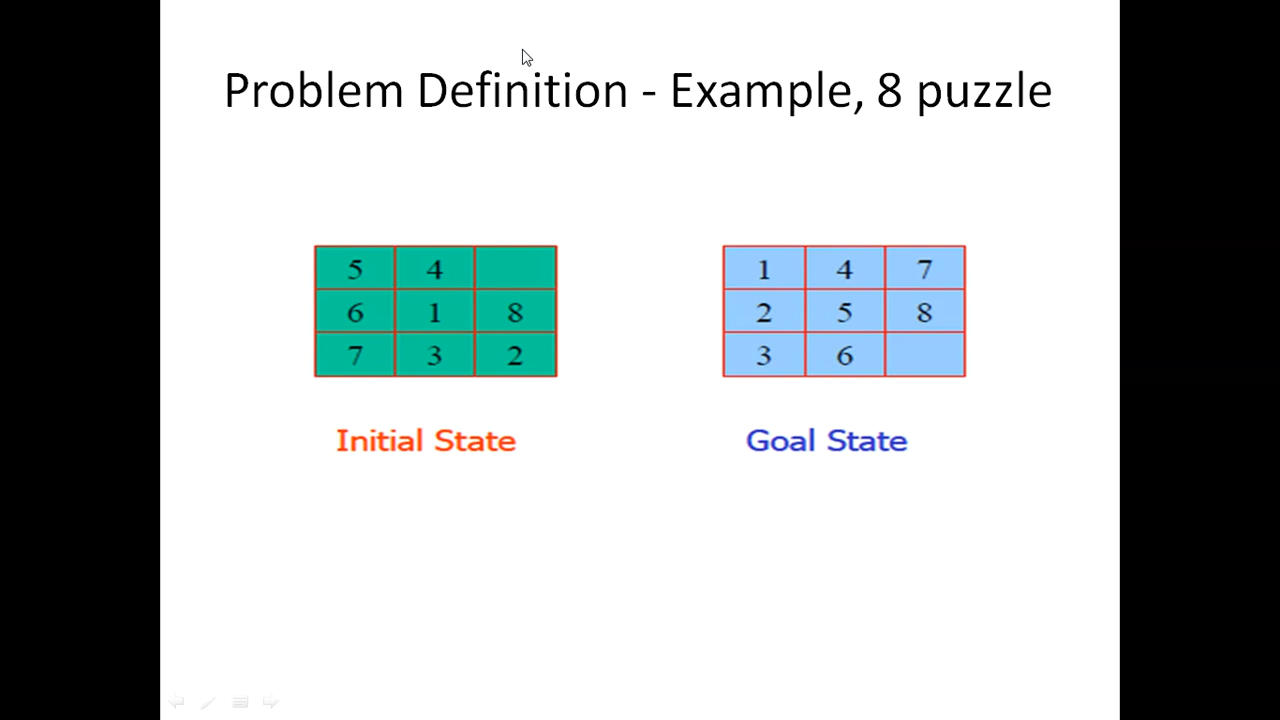 Problem Definition - Example, 8 puzzle
5 4
6 1 8
7 3 2
1 4 7
2 5 8
3 6
Initial State
Goal State